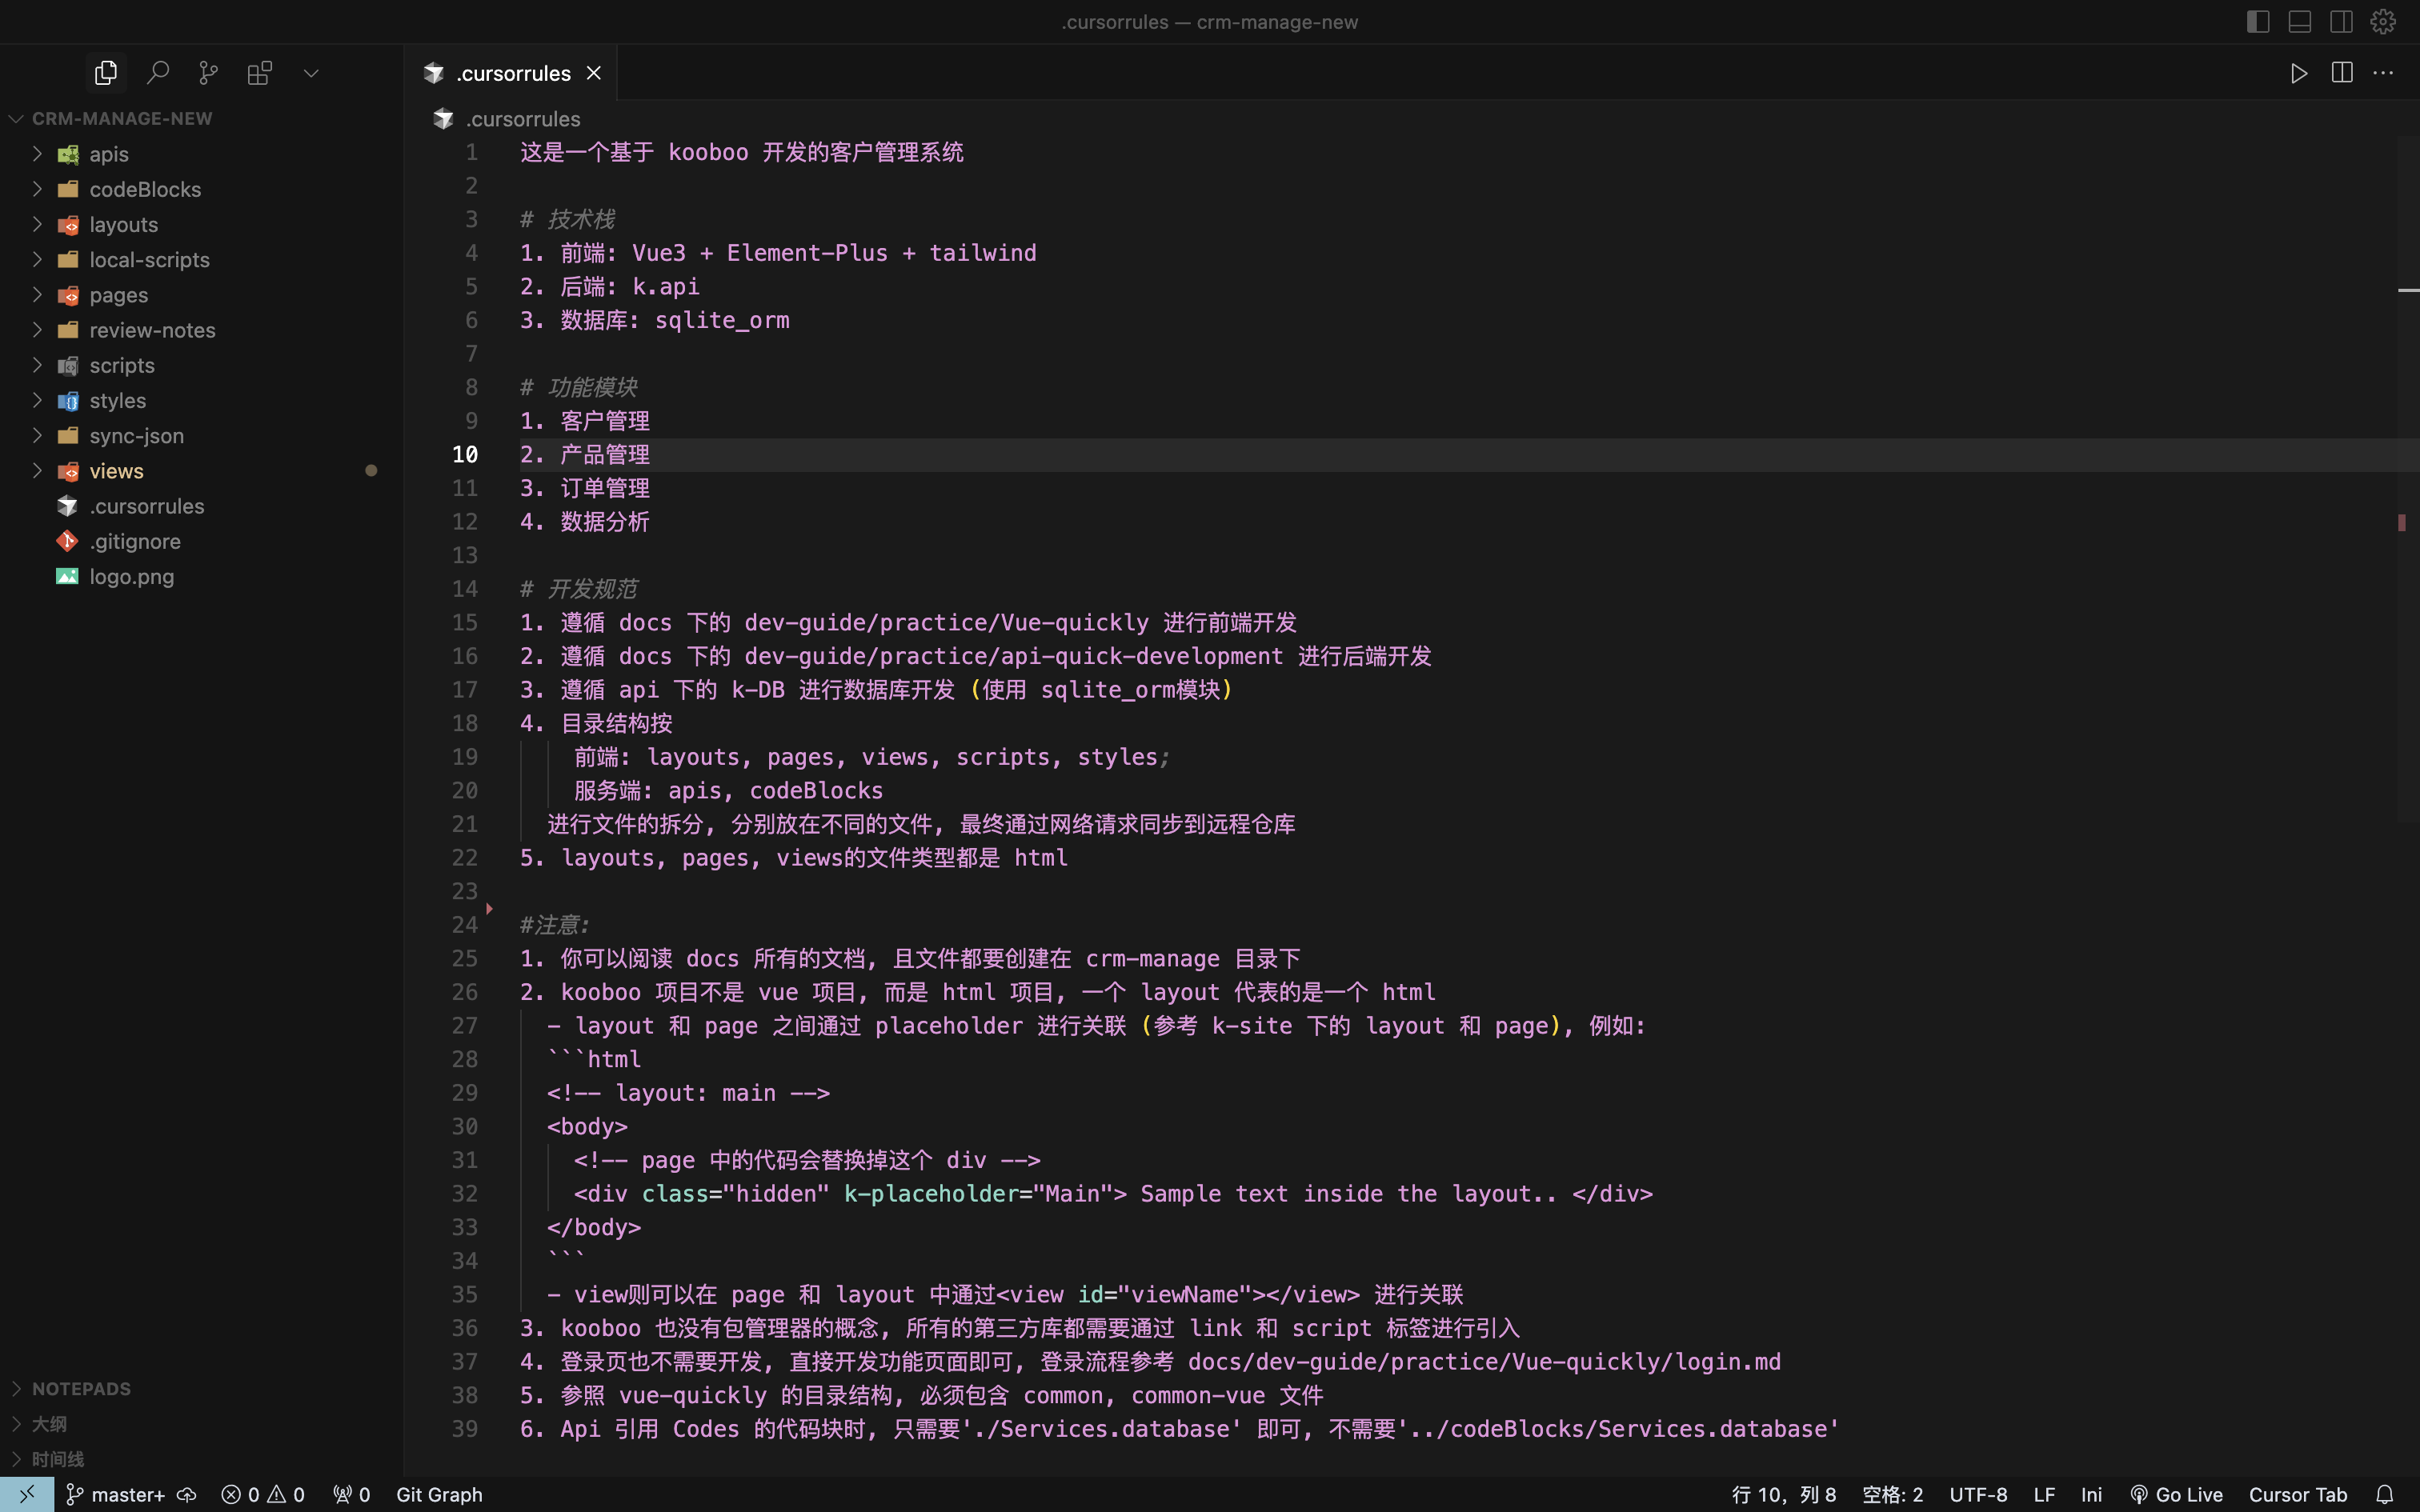 .cursorrules — crm-manage-new
.cursorrules
CRM-MANAGE-NEW
apis
codeBlocks
layouts
local-scripts
pages
review-notes
scripts
styles
sync-json
views
.cursorrules
.gitignore
logo.png
NOTEPADS
大纲
时间线
.cursorrules
1 这是一个基于 kooboo 开发的客户管理系统
2
3 # 技术栈
4 1. 前端: Vue3 + Element-Plus + tailwind
5 2. 后端: k.api
6 3. 数据库: sqlite_orm
7
8 # 功能模块
9 1. 客户管理
10 2. 产品管理
11 3. 订单管理
12 4. 数据分析
13
14 # 开发规范
15 1. 遵循 docs 下的 dev-guide/practice/Vue-quickly 进行前端开发
16 2. 遵循 docs 下的 dev-guide/practice/api-quick-development 进行后端开发
17 3. 遵循 api 下的 k-DB 进行数据库开发 (使用 sqlite_orm模块)
18 4. 目录结构按
19 前端: layouts, pages, views, scripts, styles;
20 服务端: apis, codeBlocks
21 进行文件的拆分, 分别放在不同的文件, 最终通过网络请求同步到远程仓库
22 5. layouts, pages, views的文件类型都是 html
23
24 #注意:
25 1. 你可以阅读 docs 所有的文档, 且文件都要创建在 crm-manage 目录下
26 2. kooboo 项目不是 vue 项目, 而是 html 项目, 一个 layout 代表的是一个 html
27 - layout 和 page 之间通过 placeholder 进行关联 (参考 k-site 下的 layout 和 page), 例如:
28 ```html
29 <!-- layout: main -->
30 <body>
31 <!-- page 中的代码会替换掉这个 div -->
32 <div class="hidden" k-placeholder="Main"> Sample text inside the layout.. </div>
33 </body>
34 ```
35 - view则可以在 page 和 layout 中通过<view id="viewName"></view> 进行关联
36 3. kooboo 也没有包管理器的概念, 所有的第三方库都需要通过 link 和 script 标签进行引入
37 4. 登录页也不需要开发, 直接开发功能页面即可, 登录流程参考 docs/dev-guide/practice/Vue-quickly/login.md
38 5. 参照 vue-quickly 的目录结构, 必须包含 common, common-vue 文件
39 6. Api 引用 Codes 的代码块时, 只需要'./Services.database' 即可, 不需要'../codeBlocks/Services.database'
master+ 0 0 0 Git Graph 行 10, 列 8 空格: 2 UTF-8 LF Ini Go Live Cursor Tab